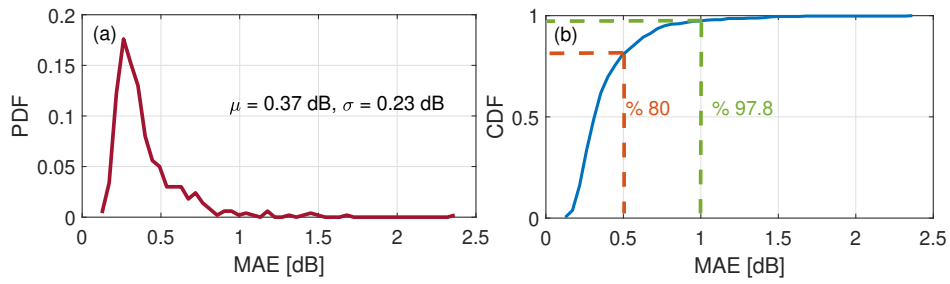 (a)
PDF
0.2
0.15
0.1
0.05
0
μ = 0.37 dB, σ = 0.23 dB
0 0.5 1 1.5 2 2.5
MAE [dB]
(b)
CDF
1
0.5
0
% 80
% 97.8
0 0.5 1 1.5 2 2.5
MAE [dB]